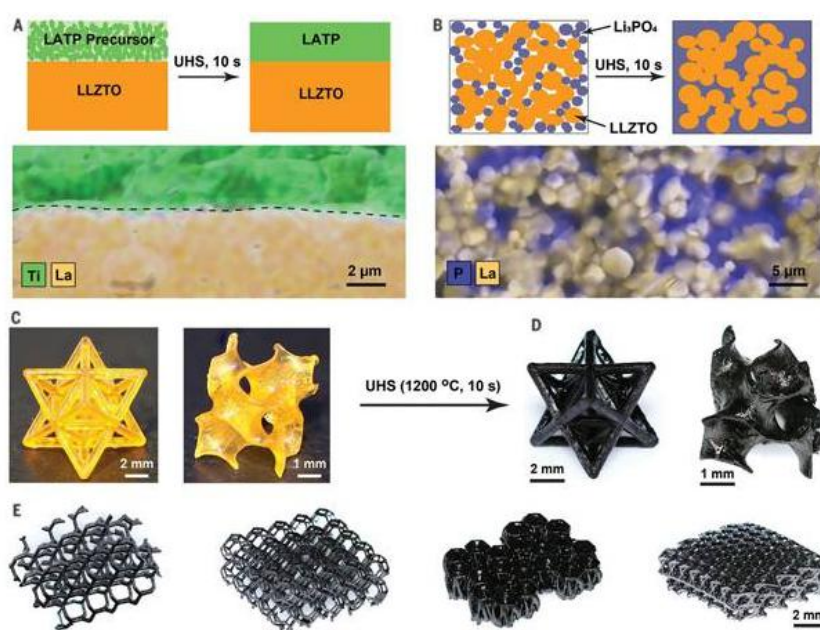 A
LATP Precursor
UHS, 10 s
LATP
LLZTO
LLZTO
Ti
La
2 μm
B
Li₃PO₄
UHS, 10 s
LLZTO
P
La
5 μm
C
2 mm
1 mm
UHS (1200 °C, 10 s)
D
2 mm
1 mm
E
2 mm